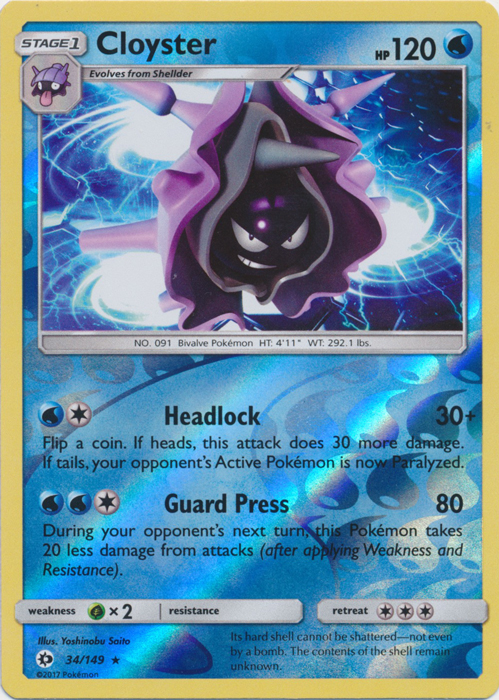 STAGE 1 Cloyster HP 120
Evolves from Shellder
NO. 091 Bivalve Pokémon HT: 4'11" WT: 292.1 lbs.
Headlock 30+
Flip a coin. If heads, this attack does 30 more damage.
If tails, your opponent's Active Pokémon is now Paralyzed.
Guard Press 80
During your opponent's next turn, this Pokémon takes
20 less damage from attacks (after applying Weakness and
Resistance).
weakness ×2 resistance retreat
Illus. Yoshinobu Saito
34/149 ★
©2017 Pokémon
Its hard shell cannot be shattered—not even
by a bomb. The contents of the shell remain
unknown.